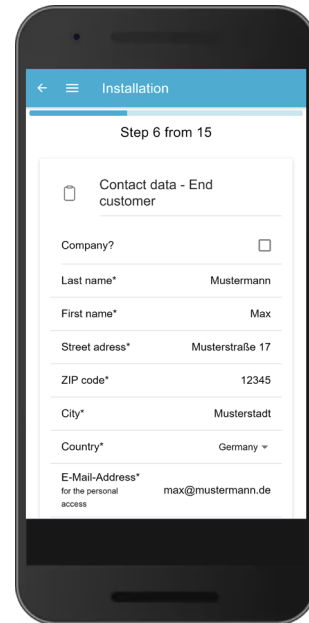 Installation
Step 6 from 15
Contact data - End
customer
Company?
Last name* Mustermann
First name* Max
Street adress* Musterstraße 17
ZIP code* 12345
City* Musterstadt
Country* Germany
E-Mail-Address*
for the personal
access
max@mustermann.de